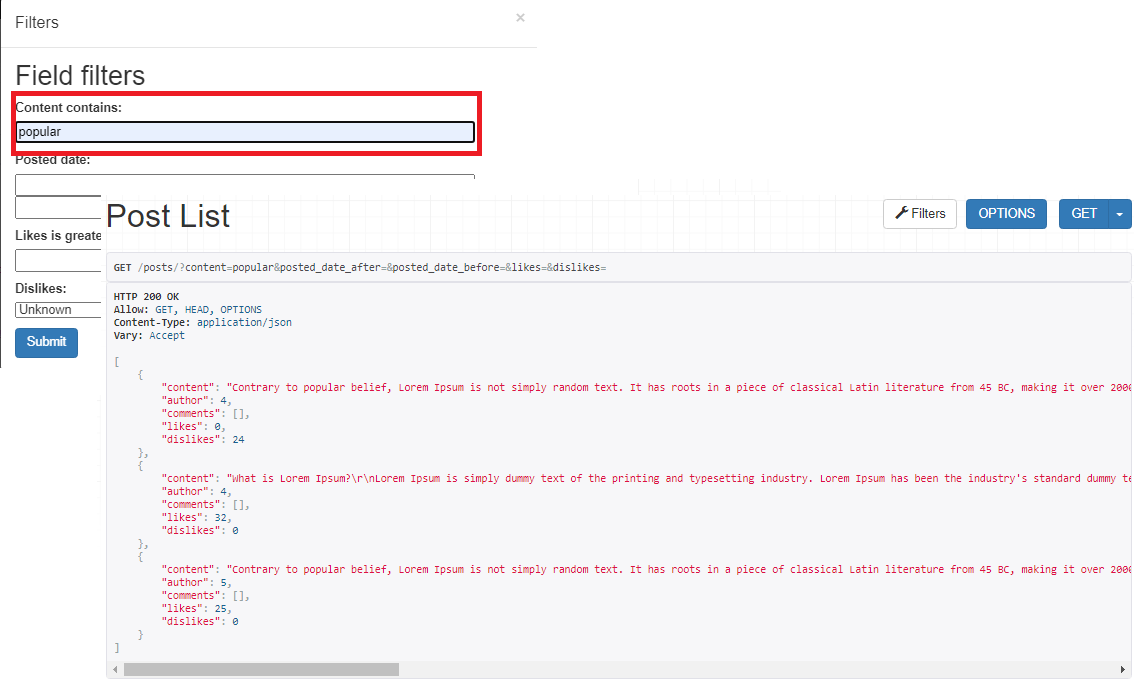 Filters
×
Field filters
Content contains:
popular
Posted date:
Likes is greate
Dislikes:
Unknown
Submit
Post List
Filters
OPTIONS
GET
GET /posts/?content=popular&posted_date_after=&posted_date_before=&likes=&dislikes=
HTTP 200 OK
Allow: GET, HEAD, OPTIONS
Content-Type: application/json
Vary: Accept
[
    {
        "content": "Contrary to popular belief, Lorem Ipsum is not simply random text. It has roots in a piece of classical Latin literature from 45 BC, making it over 2000
        "author": 4,
        "comments": [],
        "likes": 0,
        "dislikes": 24
    },
    {
        "content": "What is Lorem Ipsum?\r\nLorem Ipsum is simply dummy text of the printing and typesetting industry. Lorem Ipsum has been the industry's standard dummy te
        "author": 4,
        "comments": [],
        "likes": 32,
        "dislikes": 0
    },
    {
        "content": "Contrary to popular belief, Lorem Ipsum is not simply random text. It has roots in a piece of classical Latin literature from 45 BC, making it over 2000
        "author": 5,
        "comments": [],
        "likes": 25,
        "dislikes": 0
    }
]